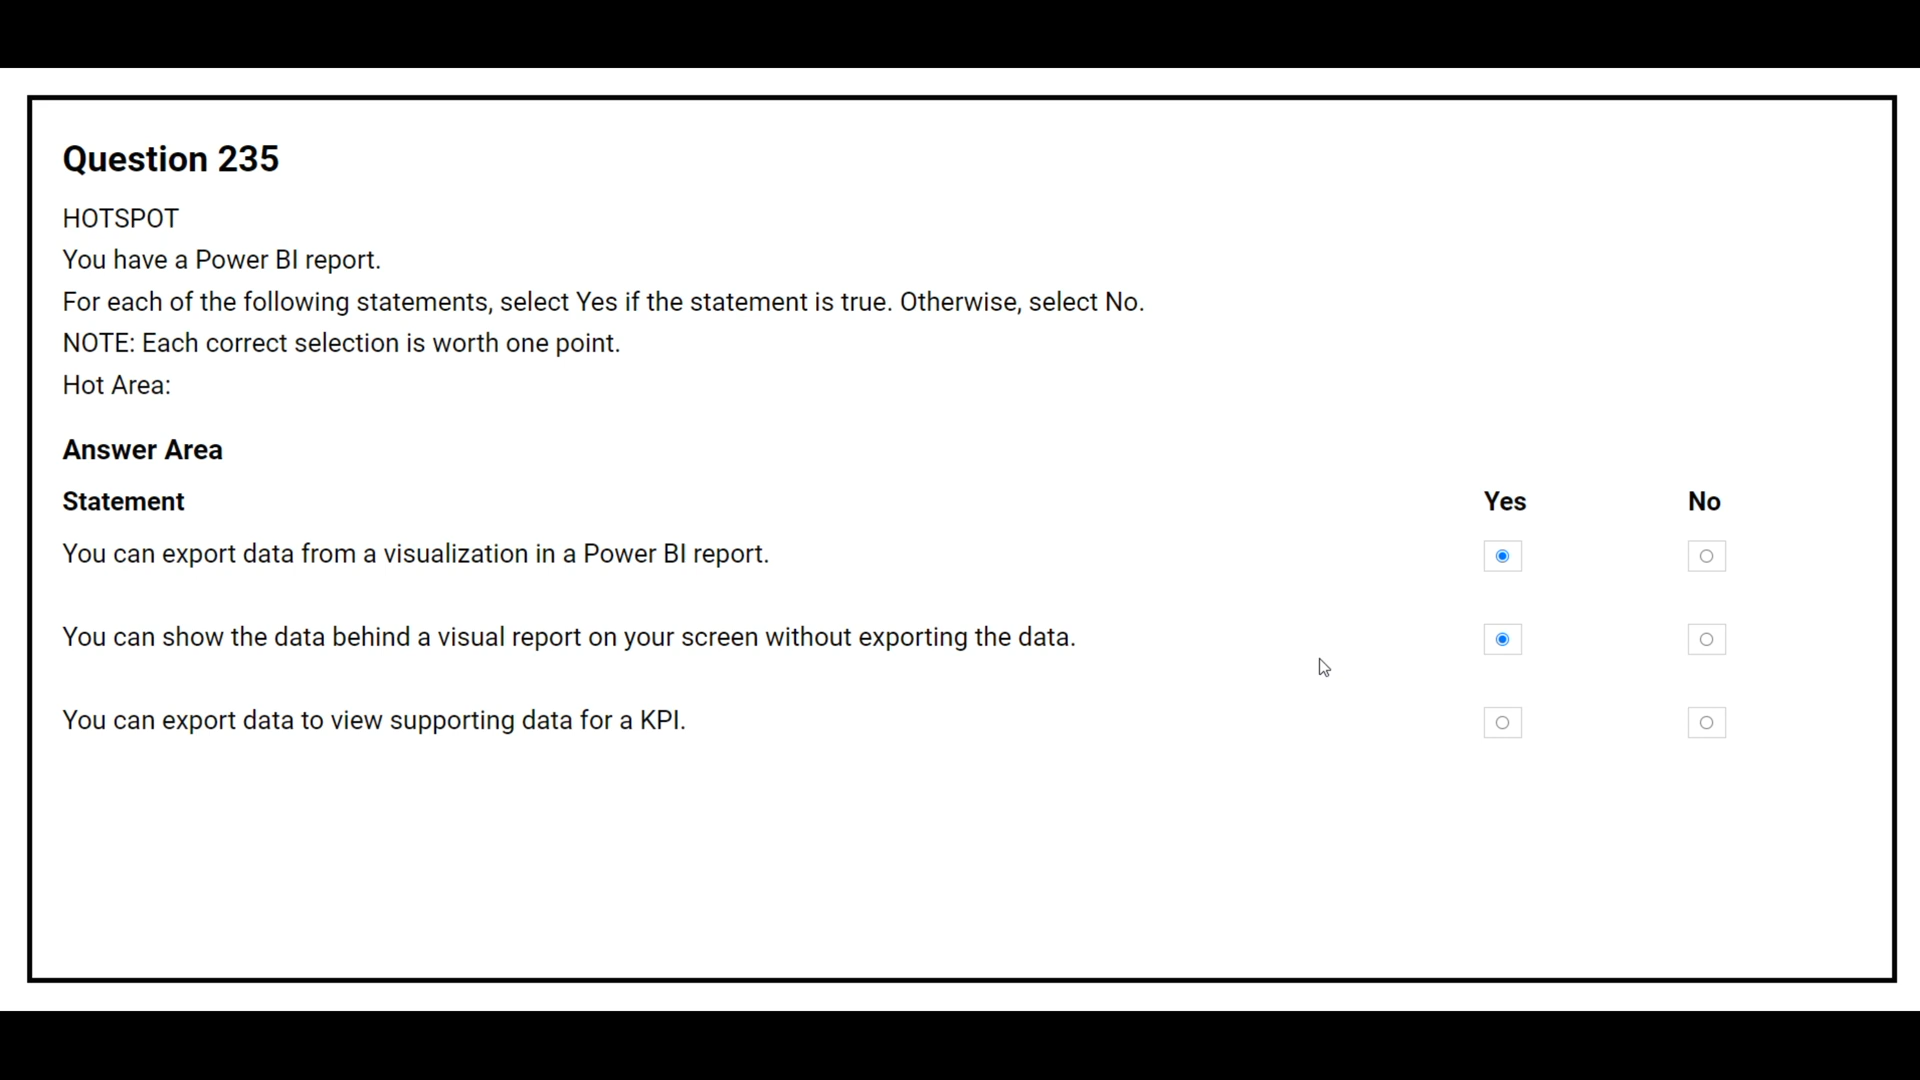 Question 235
HOTSPOT
You have a Power BI report.
For each of the following statements, select Yes if the statement is true. Otherwise, select No.
NOTE: Each correct selection is worth one point.
Hot Area:
Answer Area
Statement Yes No
You can export data from a visualization in a Power BI report.
You can show the data behind a visual report on your screen without exporting the data.
You can export data to view supporting data for a KPI.